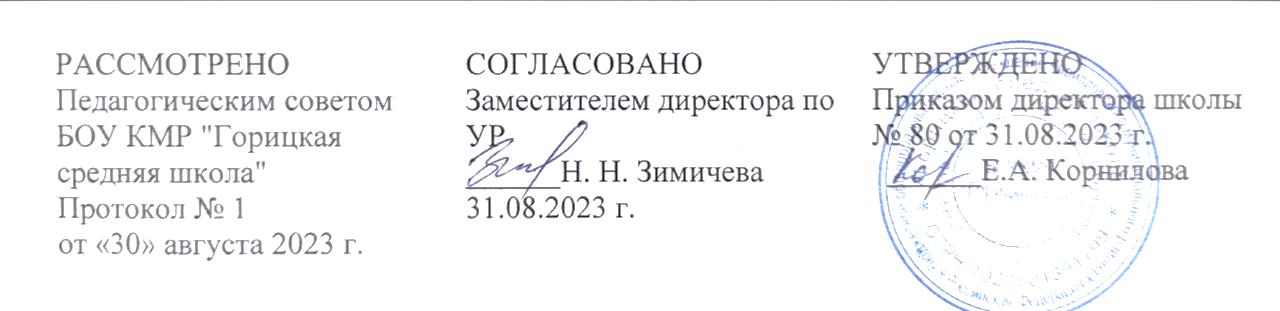 РАССМОТРЕНО
Педагогическим советом
БОУ КМР "Горицкая
средняя школа"
Протокол № 1
от «30» августа 2023 г.
СОГЛАСОВАНО
Заместителем директора по
УР
Н. Н. Зимичева
31.08.2023 г.
УТВЕРЖДЕНО
Приказом директора школы
№ 80 от 31.08.2023 г.
Е.А. Корнилова